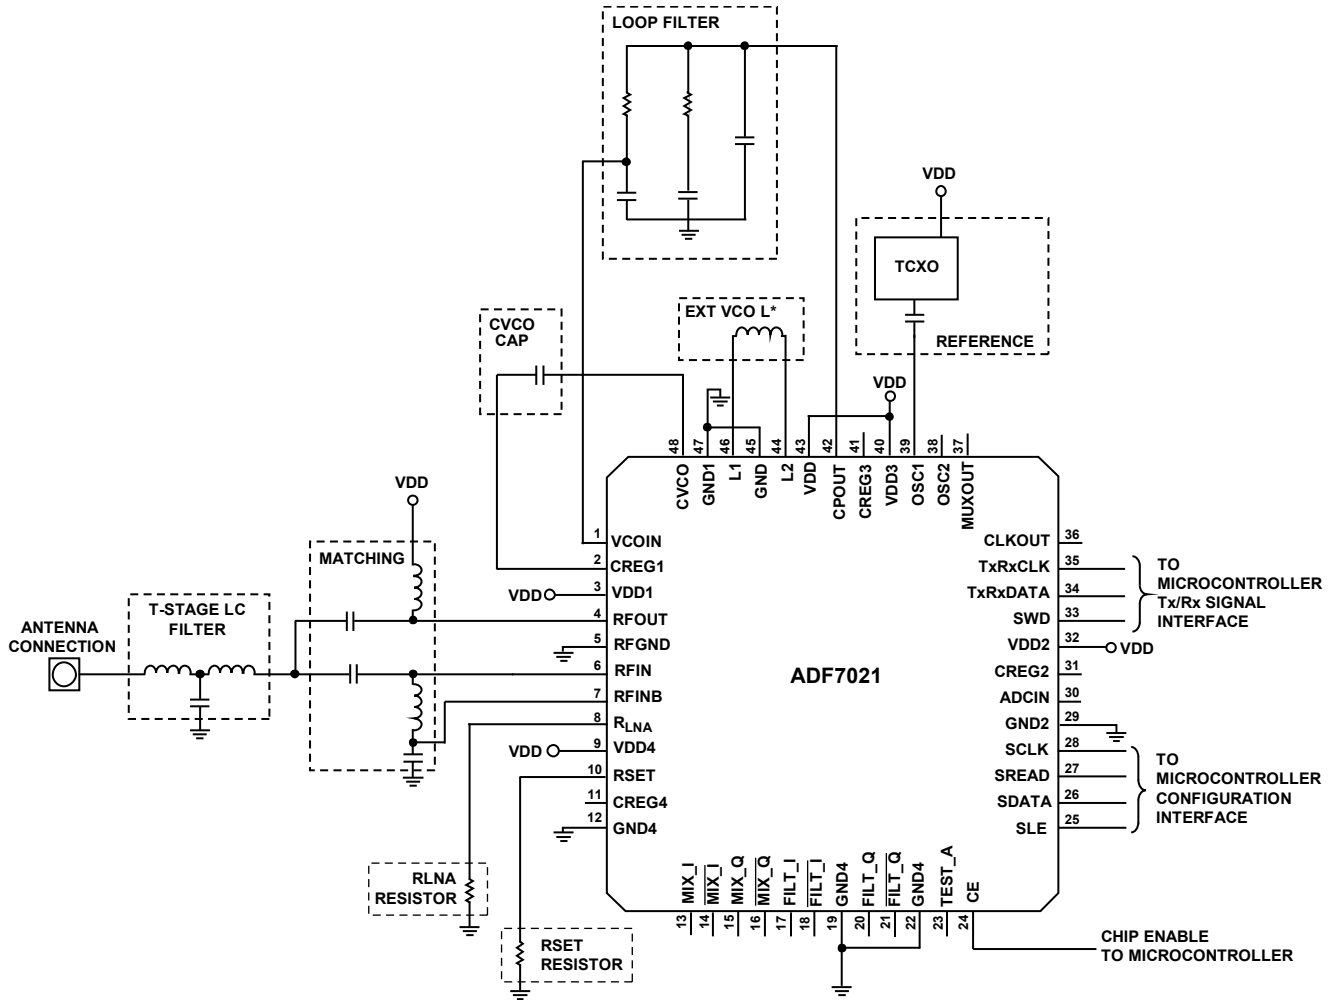 LOOP FILTER
VDD
TCXO
REFERENCE
EXT VCO L*
CVCO
CAP
VDD
48
47
46
45
44
43
42
41
40
39
38
37
CVCO
GND1
L1
GND
L2
VDD
CPOUT
CREG3
VDD3
OSC1
OSC2
MUXOUT
VDD
MATCHING
T-STAGE LC
FILTER
ANTENNA
CONNECTION
1 VCOIN
2 CREG1
VDD 3 VDD1
4 RFOUT
5 RFGND
6 RFIN
7 RFINB
8 RLNA
VDD 9 VDD4
10 RSET
11 CREG4
12 GND4
ADF7021
CLKOUT 36
TxRxCLK 35
TxRxDATA 34
SWD 33
VDD2 32 VDD
CREG2 31
ADCIN 30
GND2 29
SCLK 28
SREAD 27
SDATA 26
SLE 25
TO
MICROCONTROLLER
Tx/Rx SIGNAL
INTERFACE
TO
MICROCONTROLLER
CONFIGURATION
INTERFACE
MIX_I
MIX_I
MIX_Q
MIX_Q
FILT_I
FILT_I
GND4
FILT_Q
FILT_Q
GND4
TEST_A
CE
13
14
15
16
17
18
19
20
21
22
23
24
RLNA
RESISTOR
RSET
RESISTOR
CHIP ENABLE
TO MICROCONTROLLER